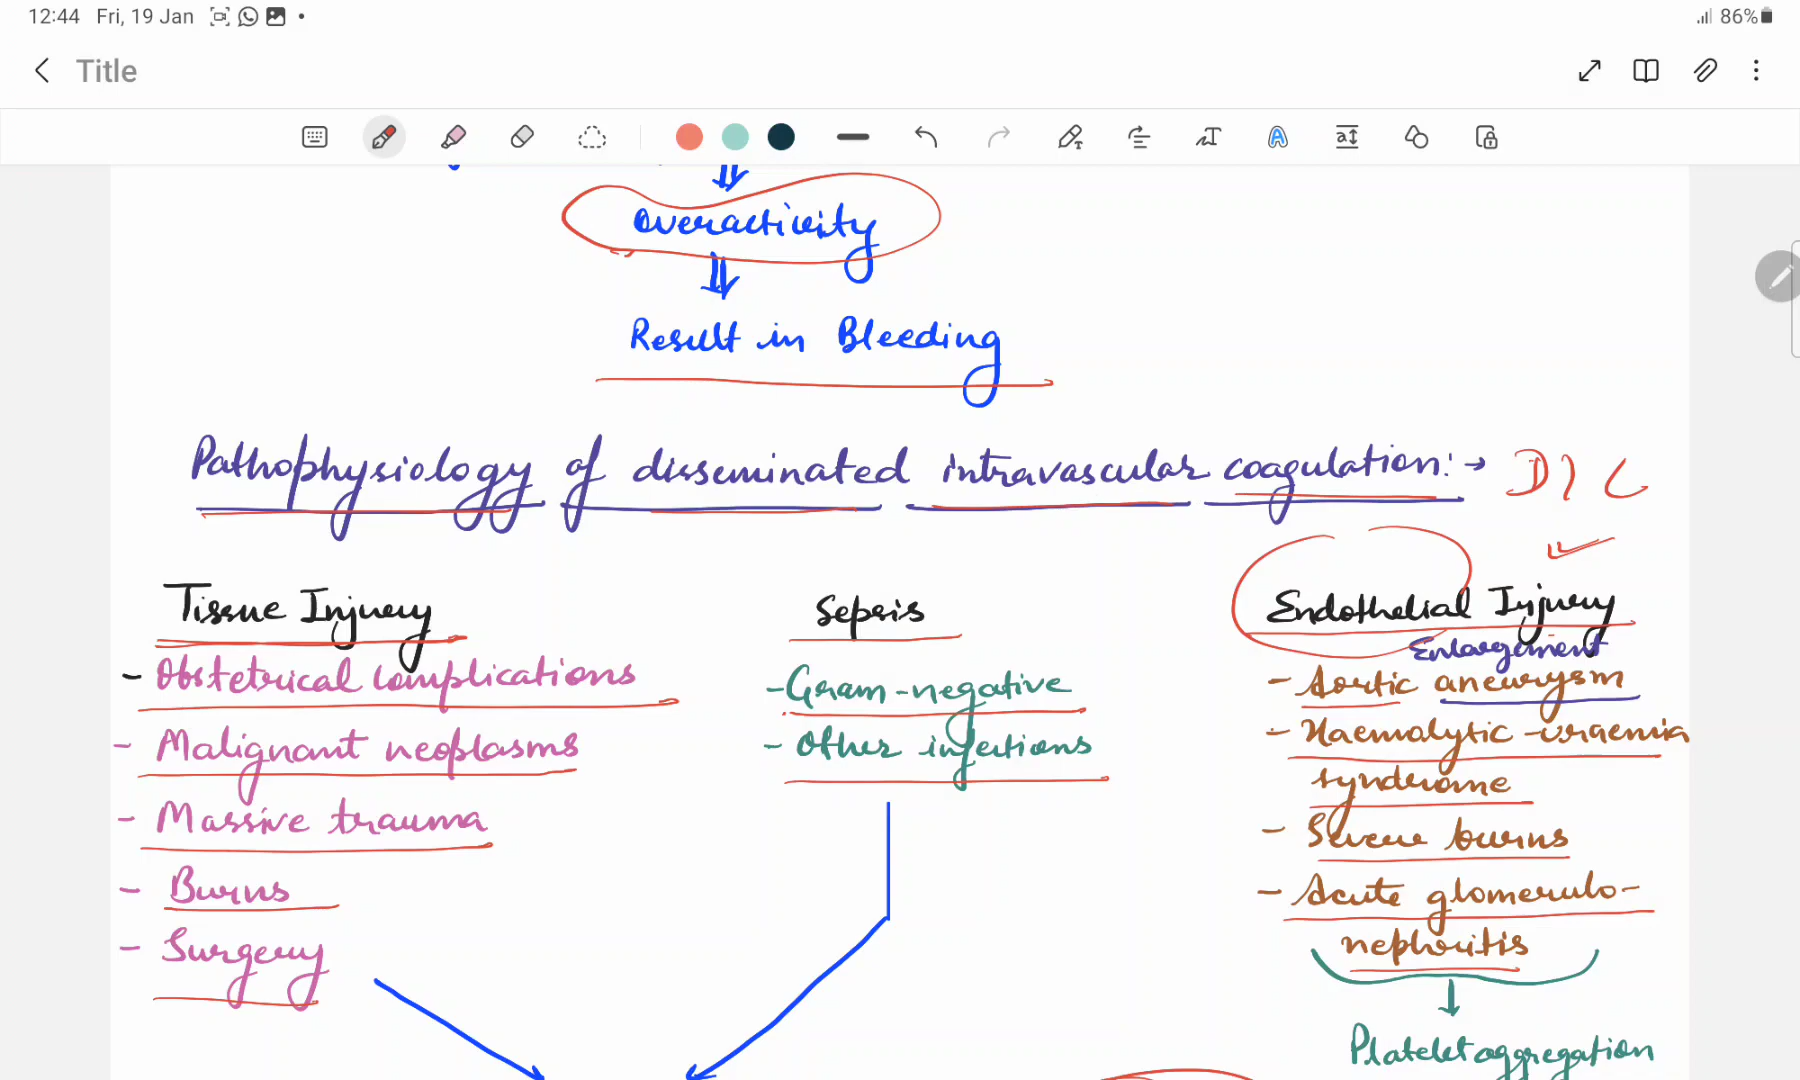 12:44 Fri, 19 Jan
86%
Title
Overactivity
Result in Bleeding
Pathophysiology of disseminated intravascular coagulation:→ DIC
Tissue Injury
- Obstetrical complications
- Malignant neoplasms
- Massive trauma
- Burns
- Surgery
Sepsis
- Gram-negative
- Other infections
Endothelial Injury
Enlargement
- Aortic aneurysm
- Haemolytic-uraemia
syndrome
- Severe burns
- Acute glomerulo-
nephritis
Platelet aggregation